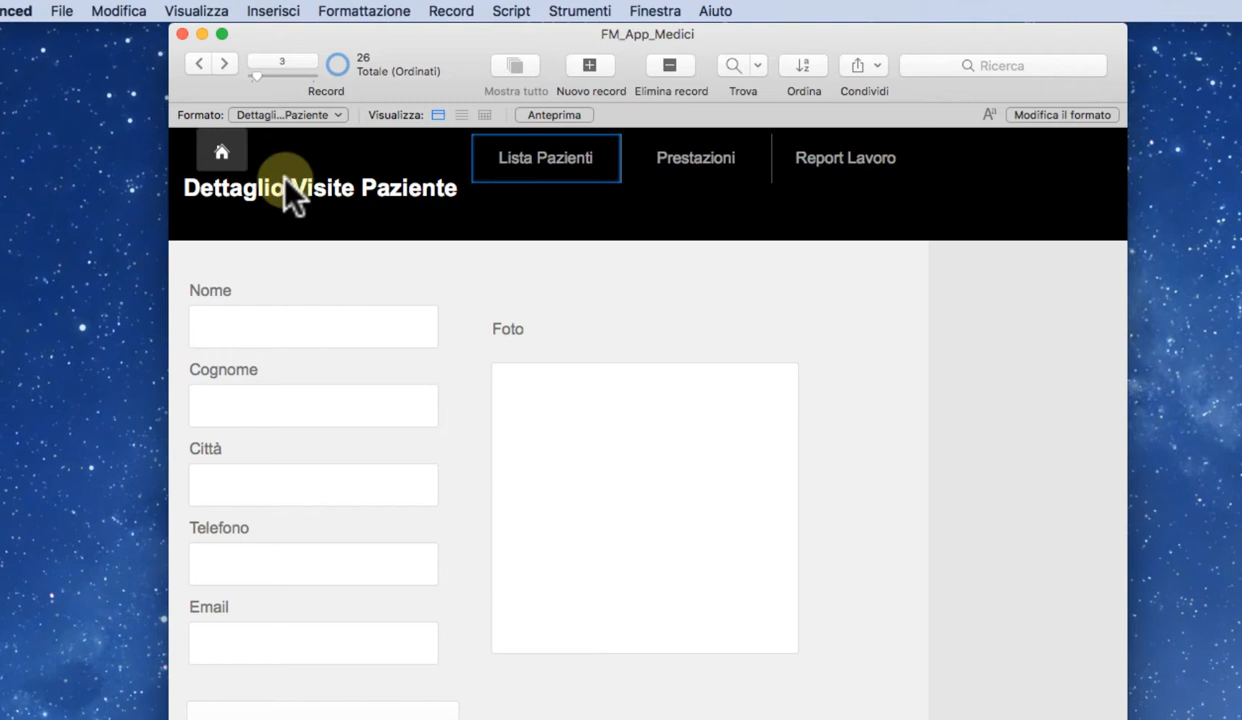 nced File Modifica Visualizza Inserisci Formattazione Record Script Strumenti Finestra Aiuto
FM_App_Medici
3
26
Totale (Ordinati)
Record
Mostra tutto
Nuovo record
Elimina record
Trova
Ordina
Condividi
Ricerca
Formato: Dettagli...Paziente
Visualizza:
Anteprima
Aa
Modifica il formato
Lista Pazienti
Prestazioni
Report Lavoro
Dettaglio Visite Paziente
Nome
Foto
Cognome
Città
Telefono
Email